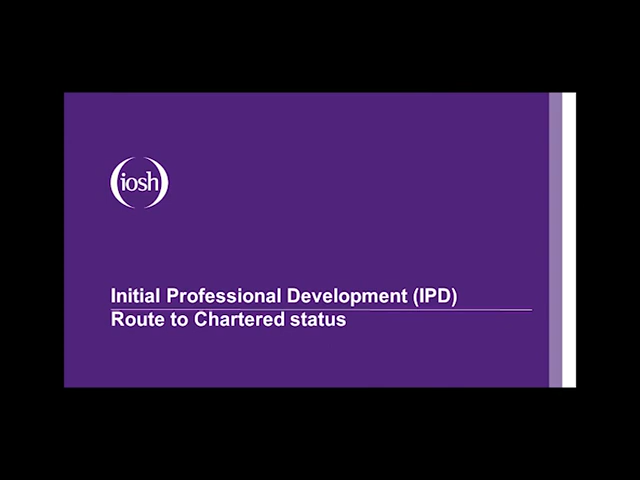 iosh
Initial Professional Development (IPD)
Route to Chartered status